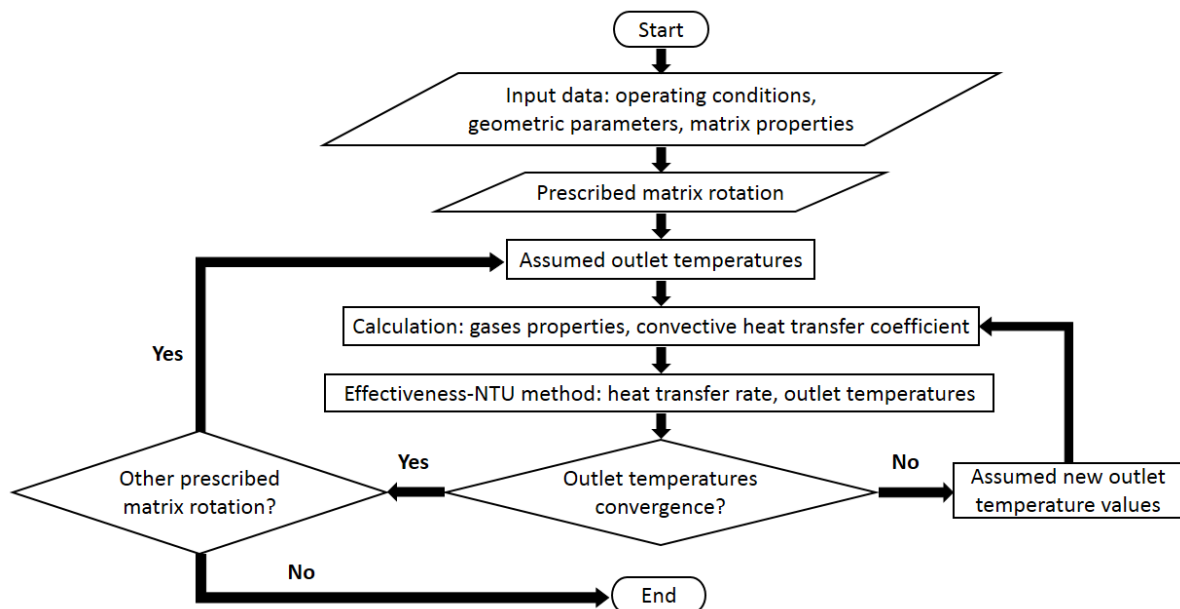 Start
Input data: operating conditions,
geometric parameters, matrix properties
Prescribed matrix rotation
Assumed outlet temperatures
Calculation: gases properties, convective heat transfer coefficient
Yes
Effectiveness-NTU method: heat transfer rate, outlet temperatures
Other prescribed
matrix rotation?
Yes
Outlet temperatures
convergence?
No
Assumed new outlet
temperature values
No
End